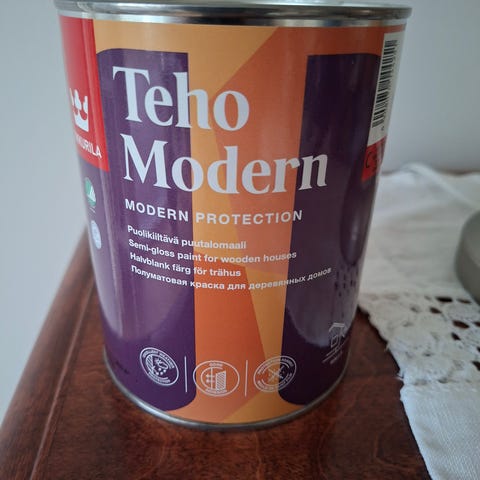 Teho
Modern
MODERN PROTECTION
Puolikiiltävä puutalomaali
Semi-gloss paint for wooden houses
Halvblank färg för trähus
Полуматовая краска для деревянных домов